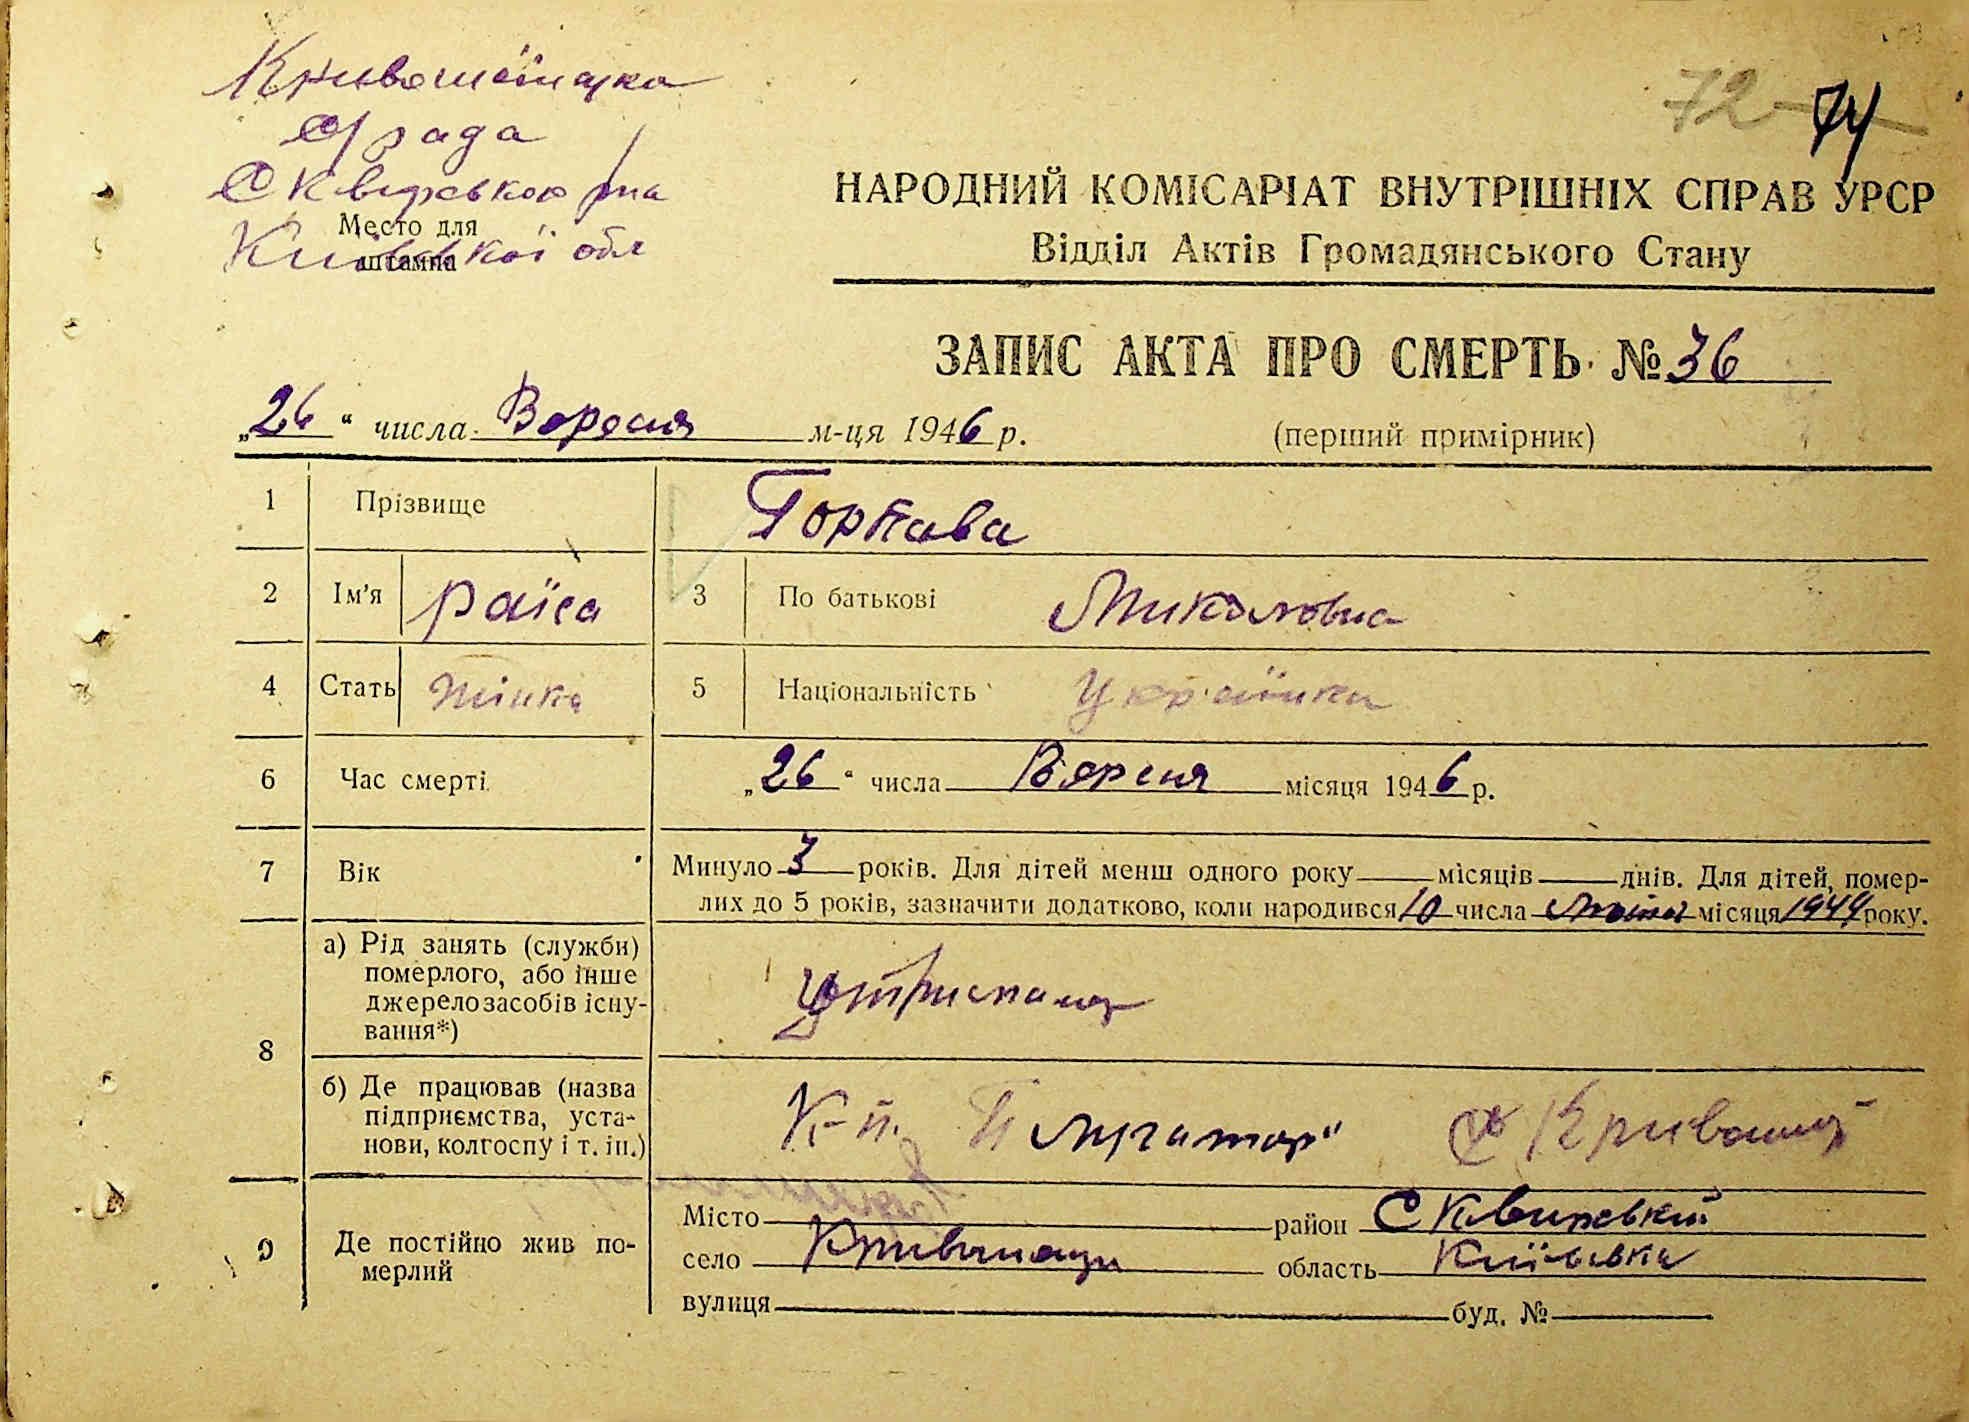 Кривошиїнцка
с/рада
Сквирського р/на
Місто для
штампа
Київської обл
72 74
НАРОДНИЙ КОМІСАРІАТ ВНУТРІШНІХ СПРАВ УРСР
Відділ Актів Громадянського Стану
ЗАПИС АКТА ПРО СМЕРТЬ №36
„26“ числа Вересня м-ця 1946 р. (перший примірник)
1 Прізвище Горкава
2 Ім'я Раїса 3 По батькові Миколовна
4 Стать жінка 5 Національність Українка
6 Час смерті „26“ числа Вересня місяця 1946 р.
7 Вік Минуло 3 років. Для дітей менш одного року місяців днів. Для дітей, помер-
лих до 5 років, зазначити додатково, коли народився 10 числа місяця 1944 року.
8 а) Рід занять (служби)
померлого, або інше
джерело засобів існу-
вання*) Утриманец
б) Де працював (назва
підприємства, уста-
нови, колгоспу і т. ін.) К-п.
9 Де постійно жив по-
мерлий
Місто район Сквирський
село Кривошеинци область Київська
вулиця буд. №